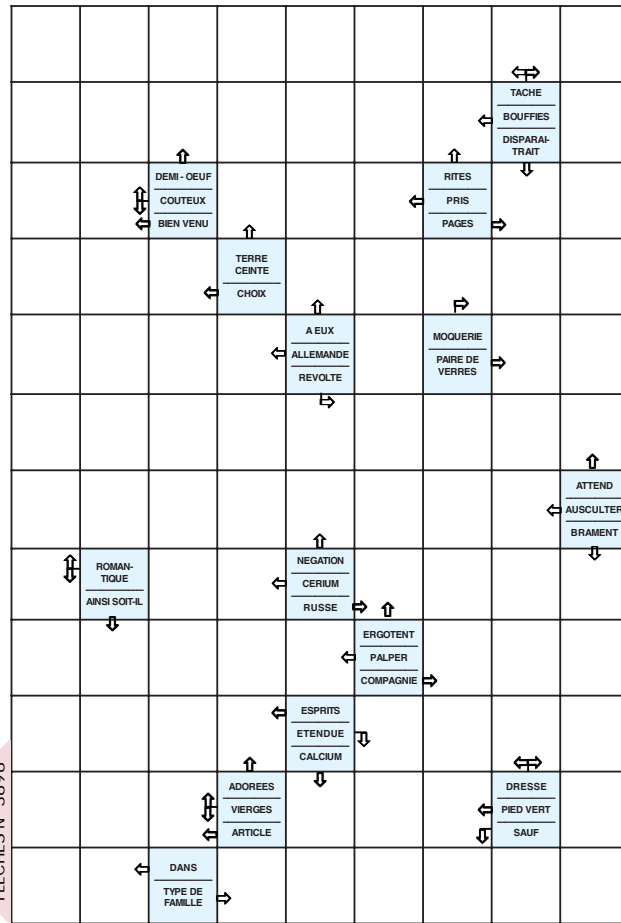 TACHE
BOUFFIES
DISPARAI-
TRAIT
DEMI - OEUF
COUTEUX
BIEN VENU
RITES
PRIS
PAGES
TERRE
CEINTE
CHOIX
A EUX
ALLEMANDE
REVOLTE
MOQUERIE
PAIRE DE
VERRES
ATTEND
AUSCULTER
BRAMENT
ROMAN-
TIQUE
AINSI SOIT-IL
NEGATION
CERIUM
RUSSE
ERGOTENT
PALPER
COMPAGNIE
ESPRITS
ETENDUE
CALCIUM
ADOREES
VIERGES
ARTICLE
DRESSE
PIED VERT
SAUF
DANS
TYPE DE
FAMILLE